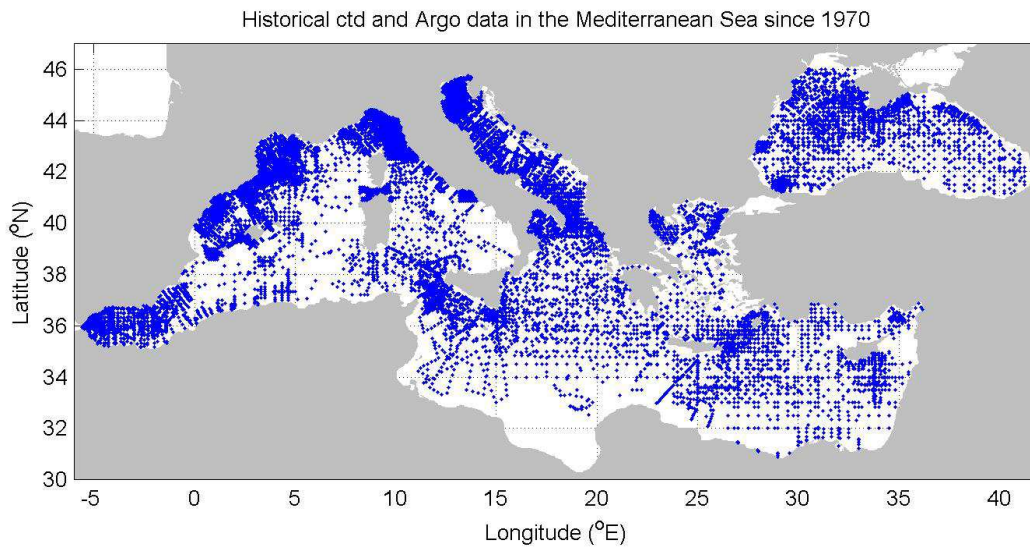 Historical ctd and Argo data in the Mediterranean Sea since 1970
46
44
42
40
38
36
34
32
30
Latitude (°N)
-5 0 5 10 15 20 25 30 35 40
Longitude (°E)